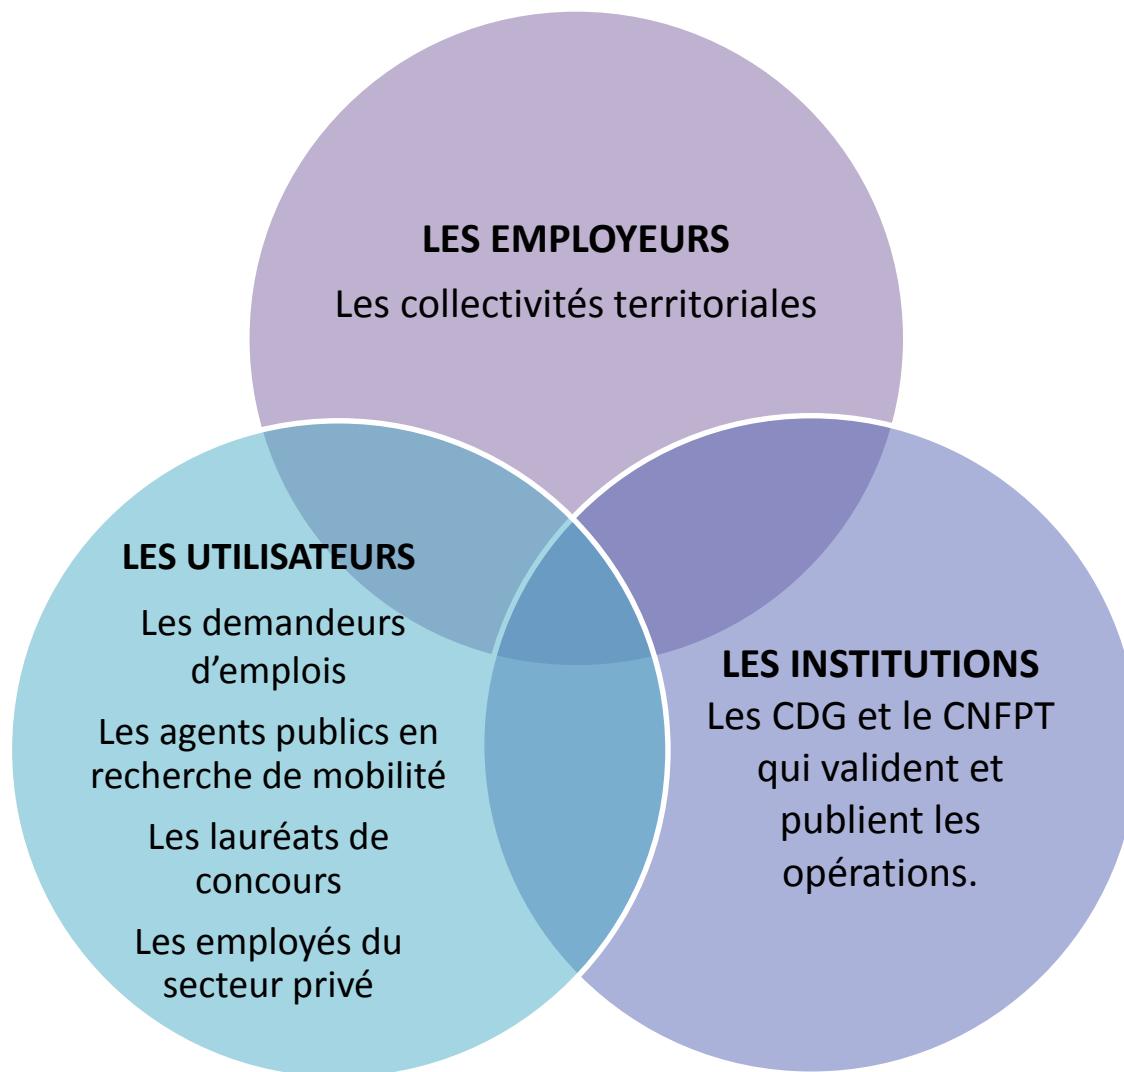 LES EMPLOYEURS
Les collectivités territoriales
LES UTILISATEURS
Les demandeurs
d’emplois
Les agents publics en
recherche de mobilité
Les lauréats de
concours
Les employés du
secteur privé
LES INSTITUTIONS
Les CDG et le CNFPT
qui valident et
publient les
opérations.